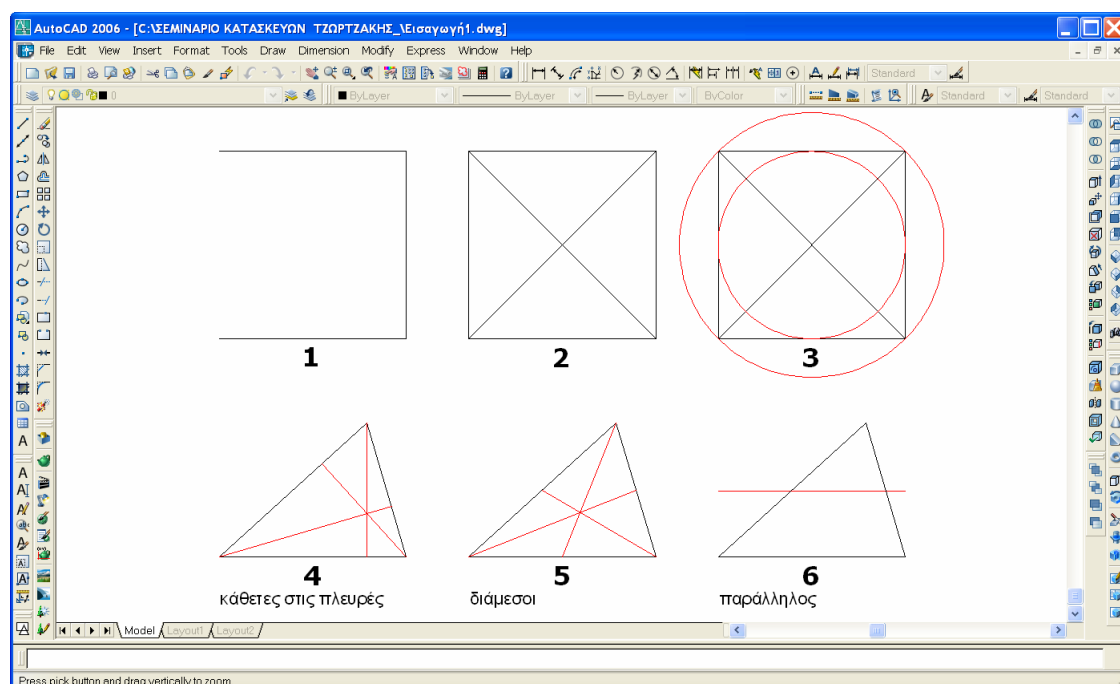 AutoCAD 2006 - [C:\ΣΕΜΙΝΑΡΙΟ ΚΑΤΑΣΚΕΥΩΝ ΤΖΩΡΤΖΑΚΗΣ_\Εισαγωγή1.dwg]
File Edit View Insert Format Tools Draw Dimension Modify Express Window Help
Standard
0 ByLayer ByLayer ByLayer ByColor Standard Standard
1 2 3
4 5 6
κάθετες στις πλευρές διάμεσοι παράλληλος
Model Layout1 Layout2
Press pick button and drag vertically to zoom